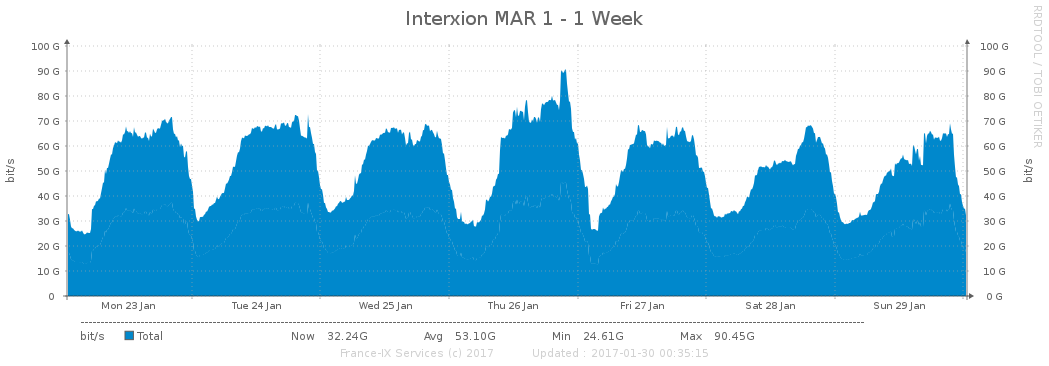 Interxion MAR 1 - 1 Week
RRDTOOL / TOBI OETIKER
100 G 100 G
90 G 90 G
80 G 80 G
70 G 70 G
60 G 60 G
50 G 50 G
40 G 40 G
30 G 30 G
20 G 20 G
10 G 10 G
0 0 G
bit/s bit/s
Mon 23 Jan Tue 24 Jan Wed 25 Jan Thu 26 Jan Fri 27 Jan Sat 28 Jan Sun 29 Jan
bit/s Total Now 32.24G Avg 53.10G Min 24.61G Max 90.45G
France-IX Services (c) 2017 Updated : 2017-01-30 00:35:15